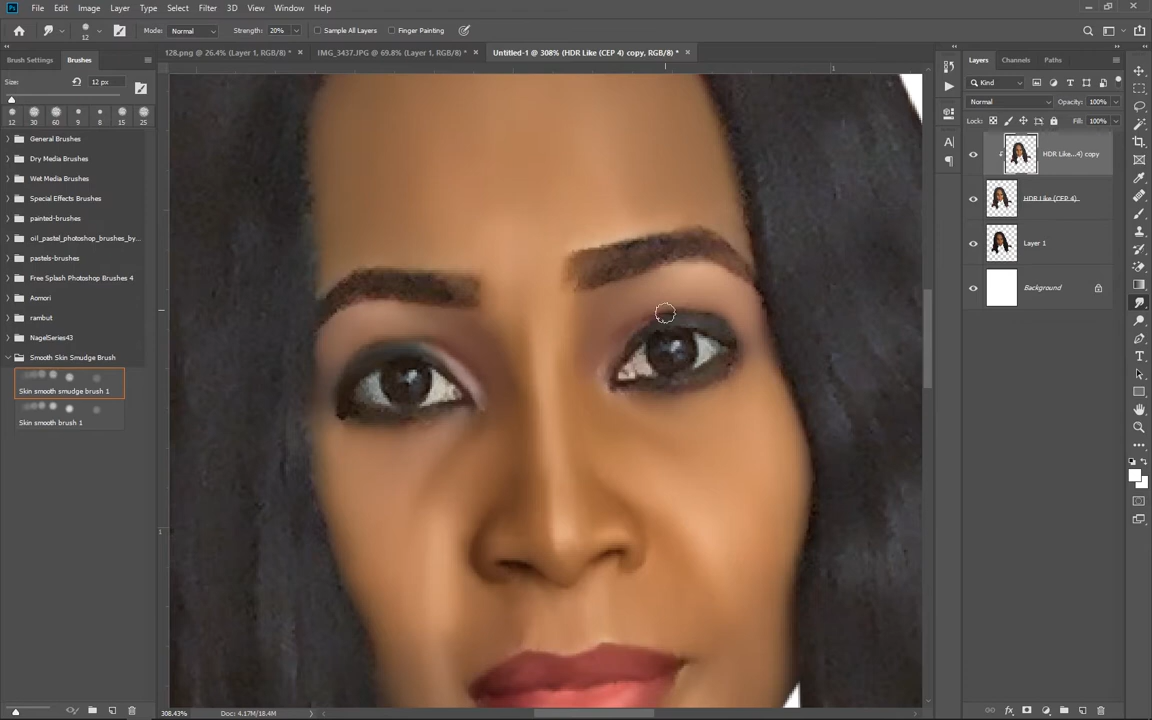 File Edit Image Layer Type Select Filter 3D View Window Help
12 Mode: Normal Strength: 20% Sample All Layers Finger Painting
128.png @ 26.4% (Layer 1, RGB/8) * × IMG_3437.JPG @ 69.8% (Layer 1, RGB/8) * × Untitled-1 @ 308% (HDR Like (CEP 4) copy, RGB/8) * ×
Brush Settings Brushes
Size: 12 px
12 30 60 9 8 15 25
General Brushes
Dry Media Brushes
Wet Media Brushes
Special Effects Brushes
painted-brushes
oil_pastel_photoshop_brushes_by...
pastels-brushes
Free Splash Photoshop Brushes 4
Aomori
rambut
NagelSeries43
Smooth Skin Smudge Brush
Skin smooth smudge brush 1
Skin smooth brush 1
1
1
308.43% Doc: 4.17M/18.4M
Layers Channels Paths
Kind
Normal Opacity: 100%
Lock: Fill: 100%
HDR Like...4) copy
HDR Like (CEP 4)
Layer 1
Background